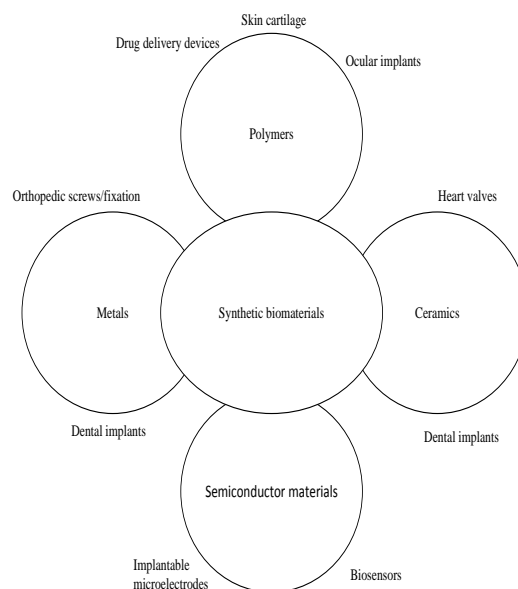 Skin cartilage
Drug delivery devices
Ocular implants
Polymers
Orthopedic screws/fixation
Heart valves
Metals
Synthetic biomaterials
Ceramics
Dental implants
Dental implants
Semiconductor materials
Implantable
microelectrodes
Biosensors